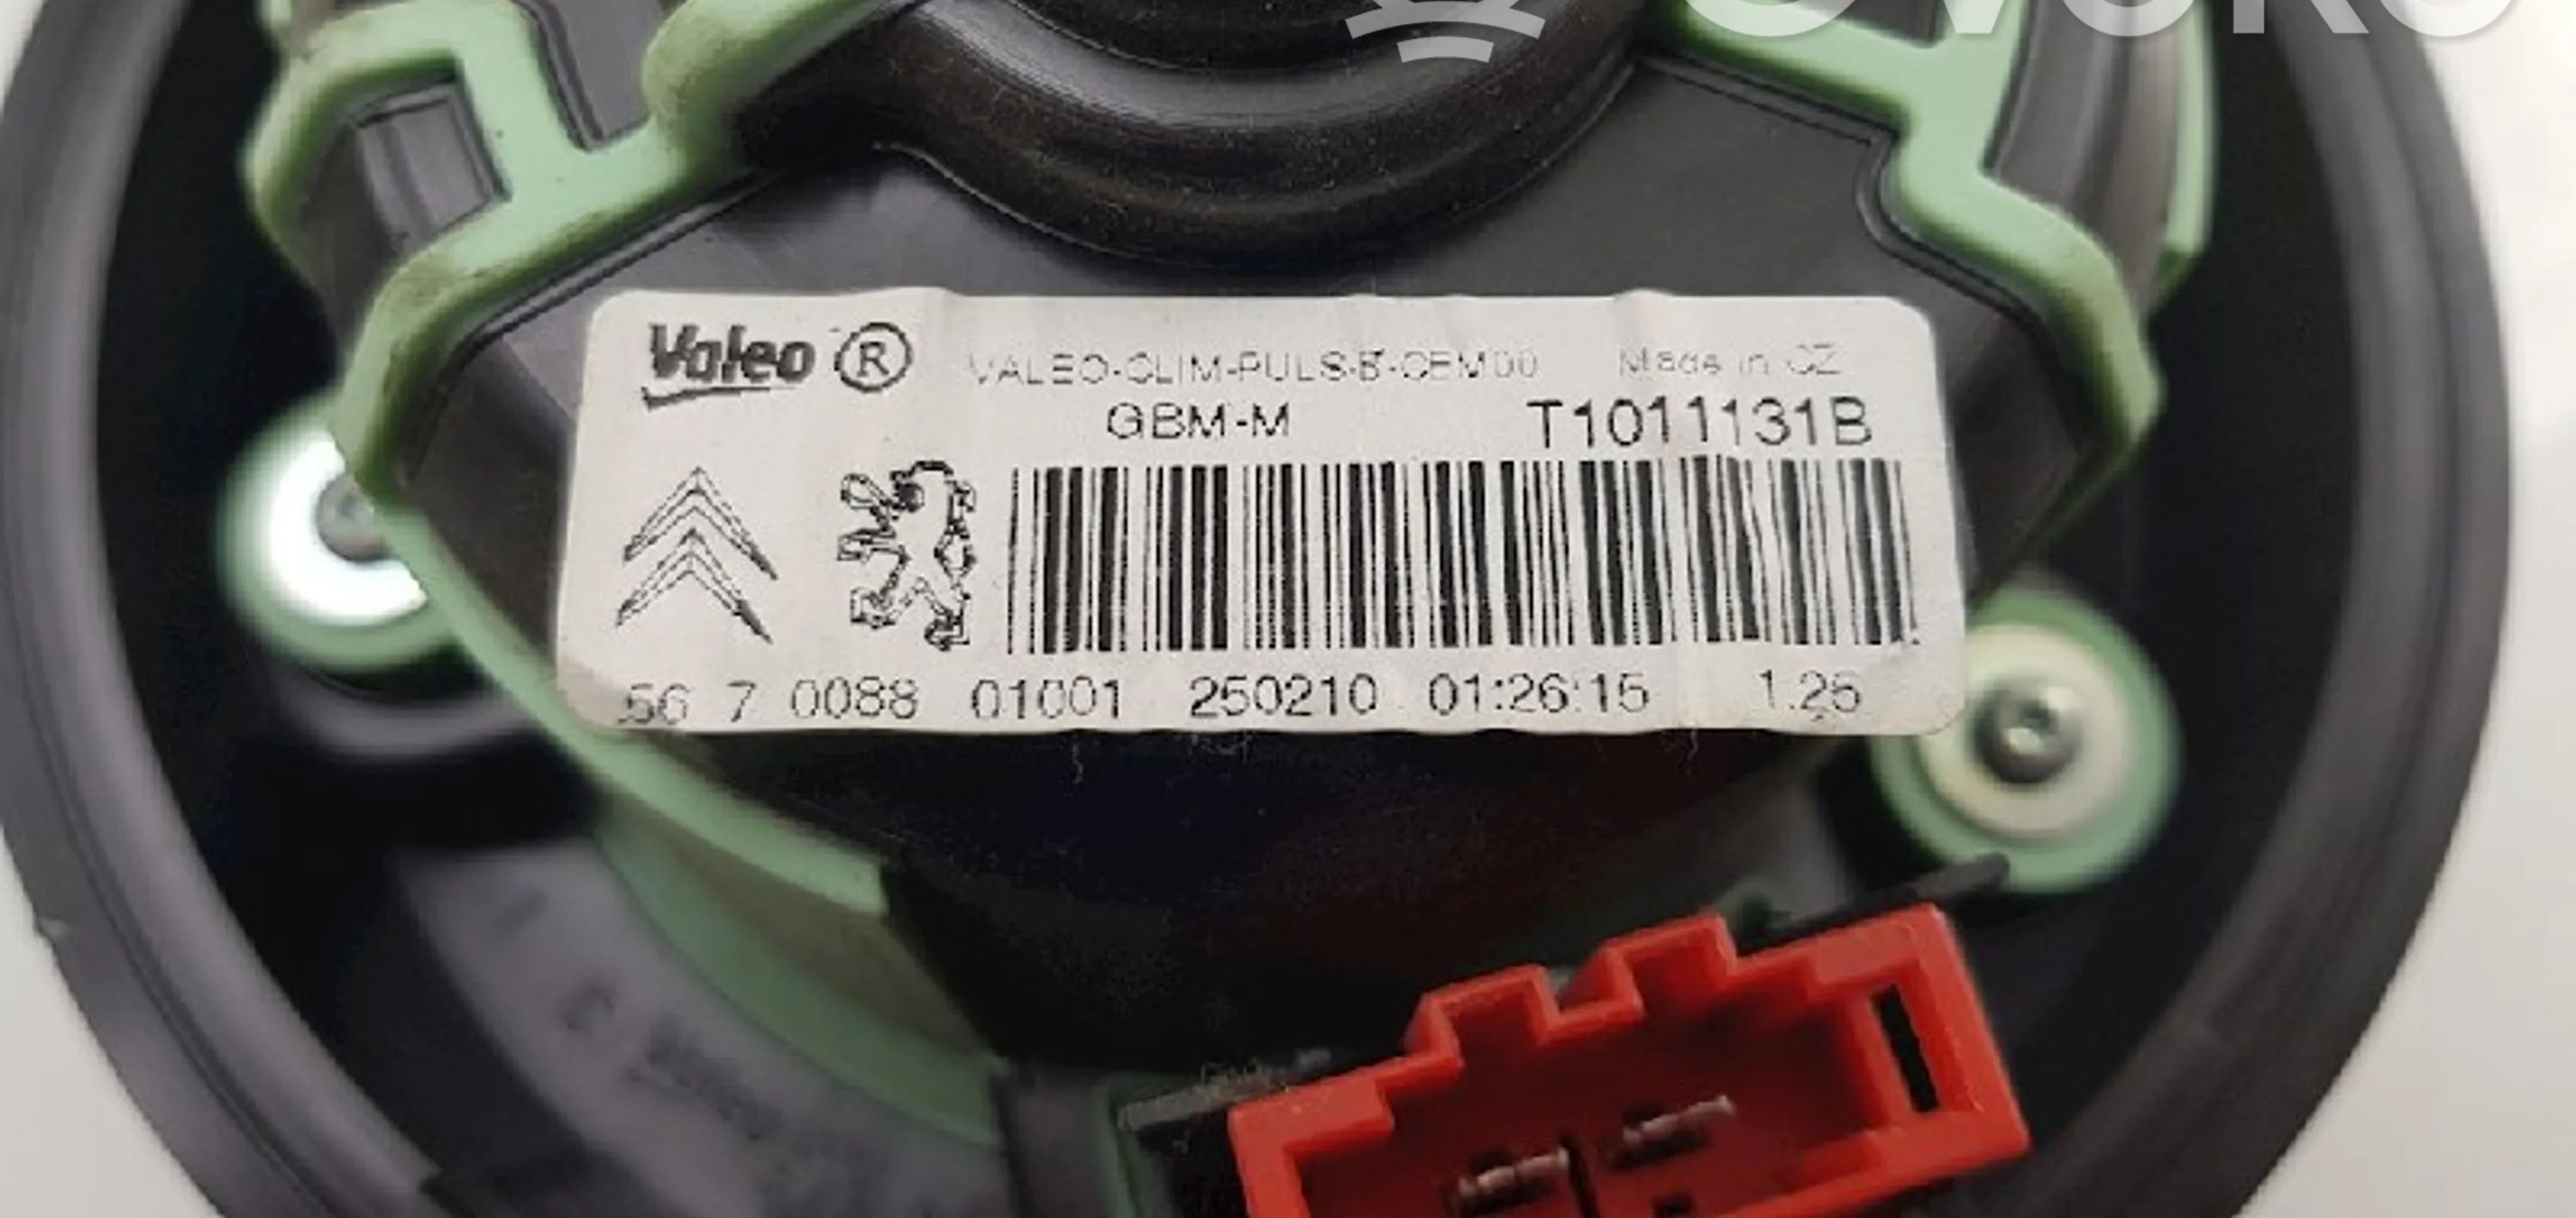 Valeo ® VALEO-CLIM-PULS-B-CEM00 Made in CZ
GBM-M T1011131B
56 7 0088 01001 250210 01:26:15 1.25